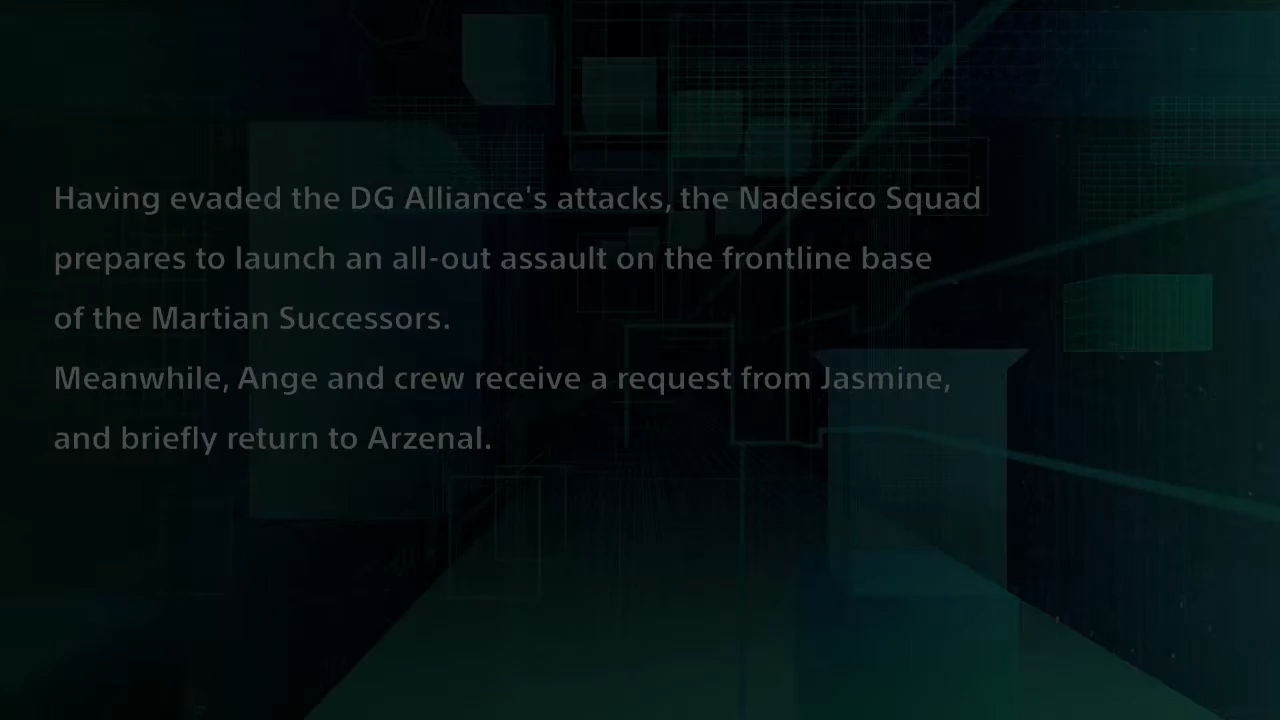 Having evaded the DG Alliance's attacks, the Nadesico Squad
prepares to launch an all-out assault on the frontline base
of the Martian Successors.
Meanwhile, Ange and crew receive a request from Jasmine,
and briefly return to Arzenal.